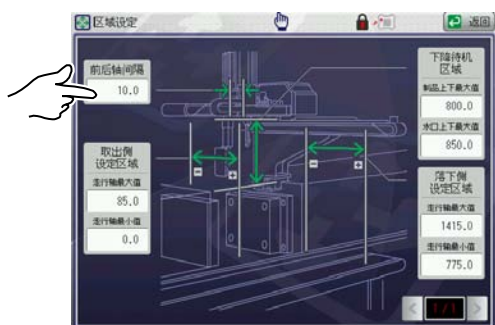 区域设定
返回
前后轴间隔
10.0
取出侧
设定区域
走行轴最大值
85.0
走行轴最小值
0.0
下降待机
区域
制品上下最大值
800.0
水口上下最大值
850.0
落下侧
设定区域
走行轴最大值
1415.0
走行轴最小值
775.0
1/1